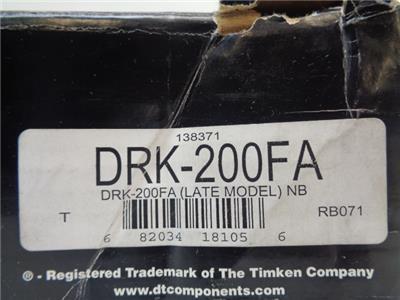 138371
DRK-200FA
DRK-200FA (LATE MODEL) NB
T RB071
6 82034 18105 6
® - Registered Trademark of The Timken Company
www.dtcomponents.com